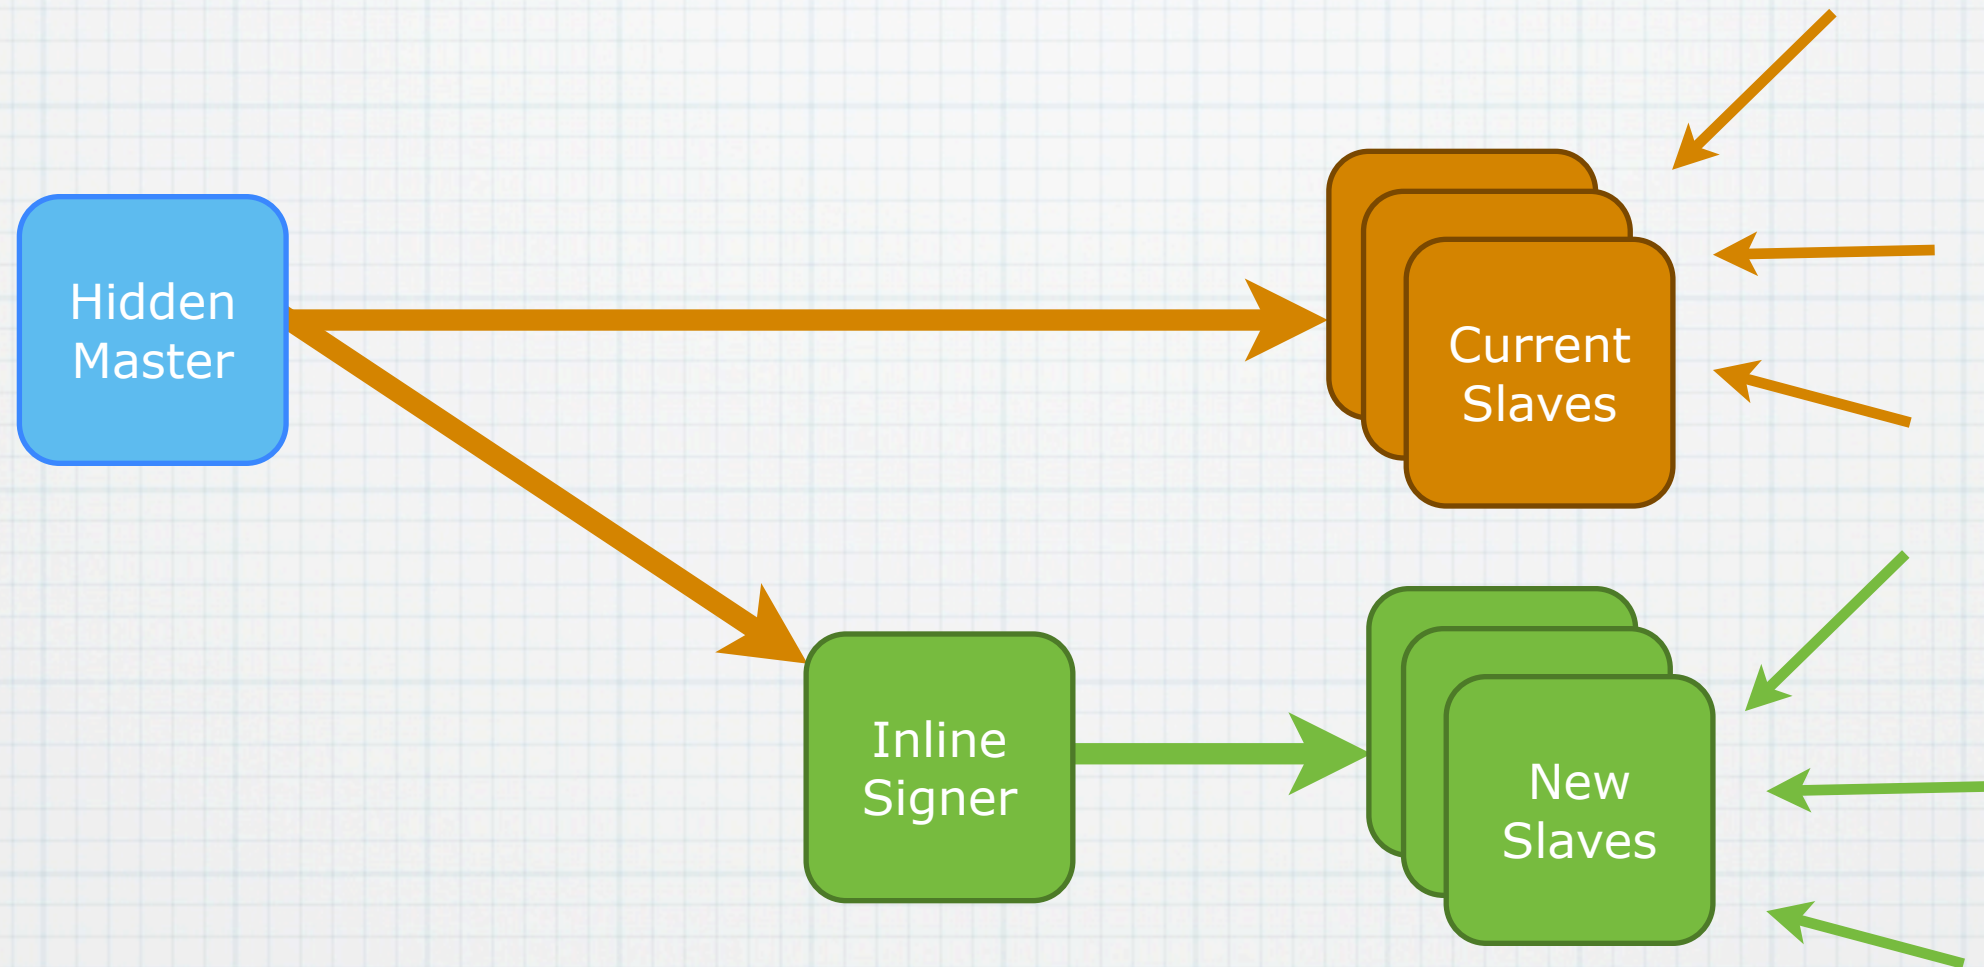 Hidden
Master
Current
Slaves
Inline
Signer
New
Slaves